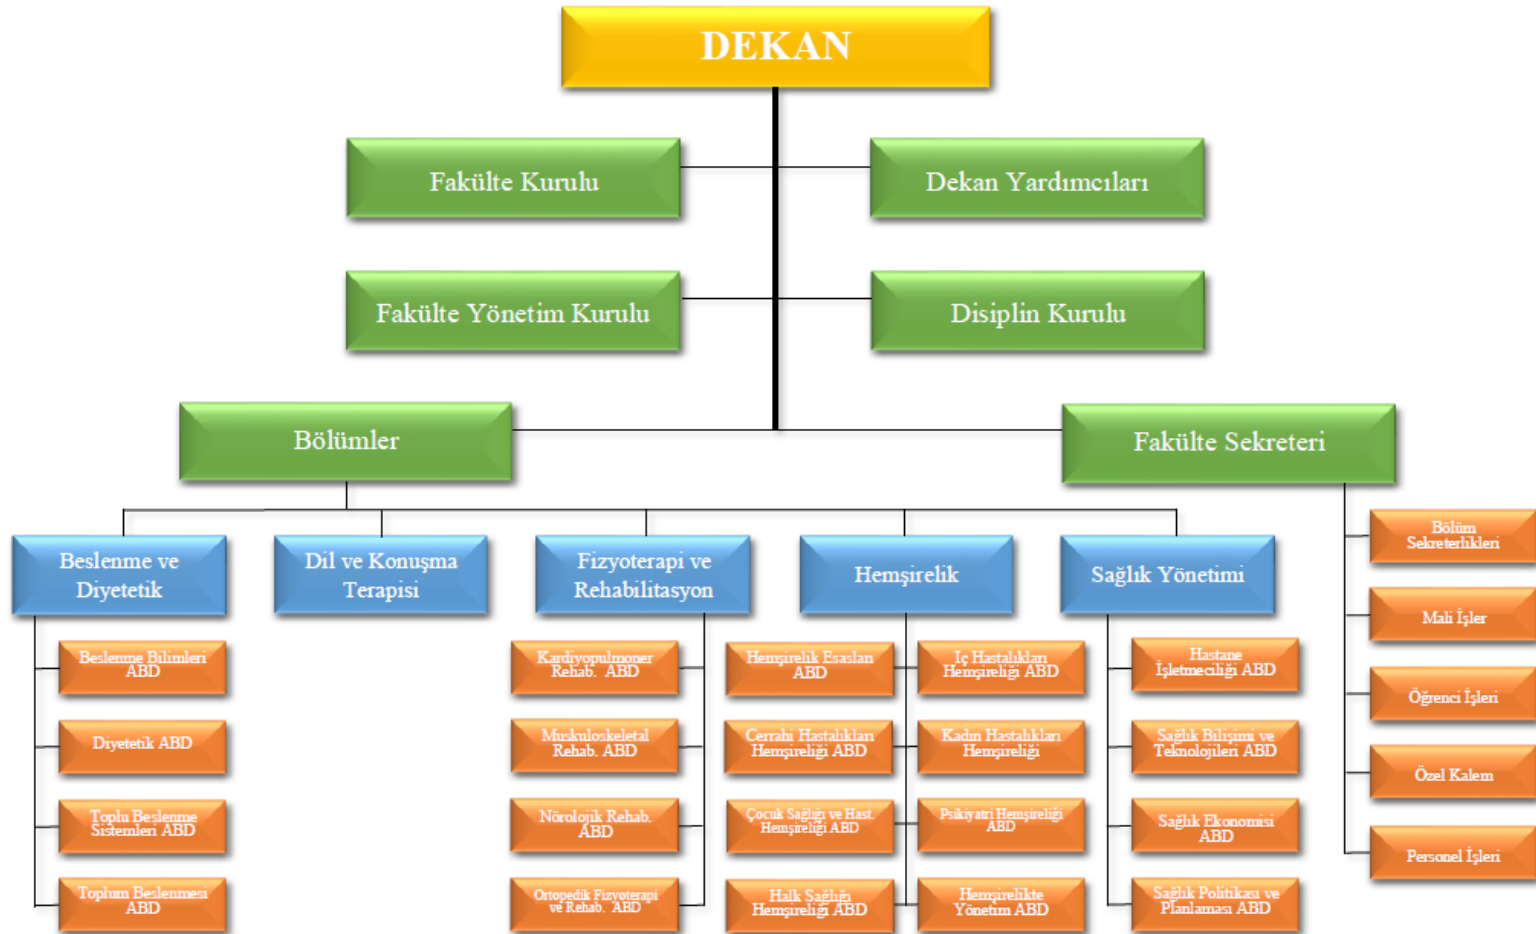 DEKAN
Fakülte Kurulu
Dekan Yardımcıları
Fakülte Yönetim Kurulu
Disiplin Kurulu
Bölümler
Fakülte Sekreteri
Beslenme ve
Diyetetik
Dil ve Konuşma
Terapisi
Fizyoterapi ve
Rehabilitasyon
Hemşirelik
Sağlık Yönetimi
Beslenme Bilimleri
ABD
Diyetetik ABD
Toplu Beslenme
Sistemleri ABD
Toplum Beslenmesi
ABD
Kardiyopulmoner
Rehab. ABD
Muskuloskeletal
Rehab. ABD
Nörolojik Rehab.
ABD
Ortopedik Fizyoterapi
ve Rehab. ABD
Hemşirelik Esasları
ABD
Cerrahi Hastalıkları
Hemşireliği ABD
Çocuk Sağlığı ve Hast.
Hemşireliği ABD
Halk Sağlığı
Hemşireliği ABD
İç Hastalıkları
Hemşireliği ABD
Kadın Hastalıkları
Hemşireliği
Psikiyatri Hemşireliği
ABD
Hemşirelikte
Yönetim ABD
Hastane
İşletmeciliği ABD
Sağlık Bilişimi ve
Teknolojileri ABD
Sağlık Ekonomisi
ABD
Sağlık Politikası ve
Planlaması ABD
Bölüm
Sekreterlikleri
Mali İşler
Öğrenci İşleri
Özel Kalem
Personel İşleri